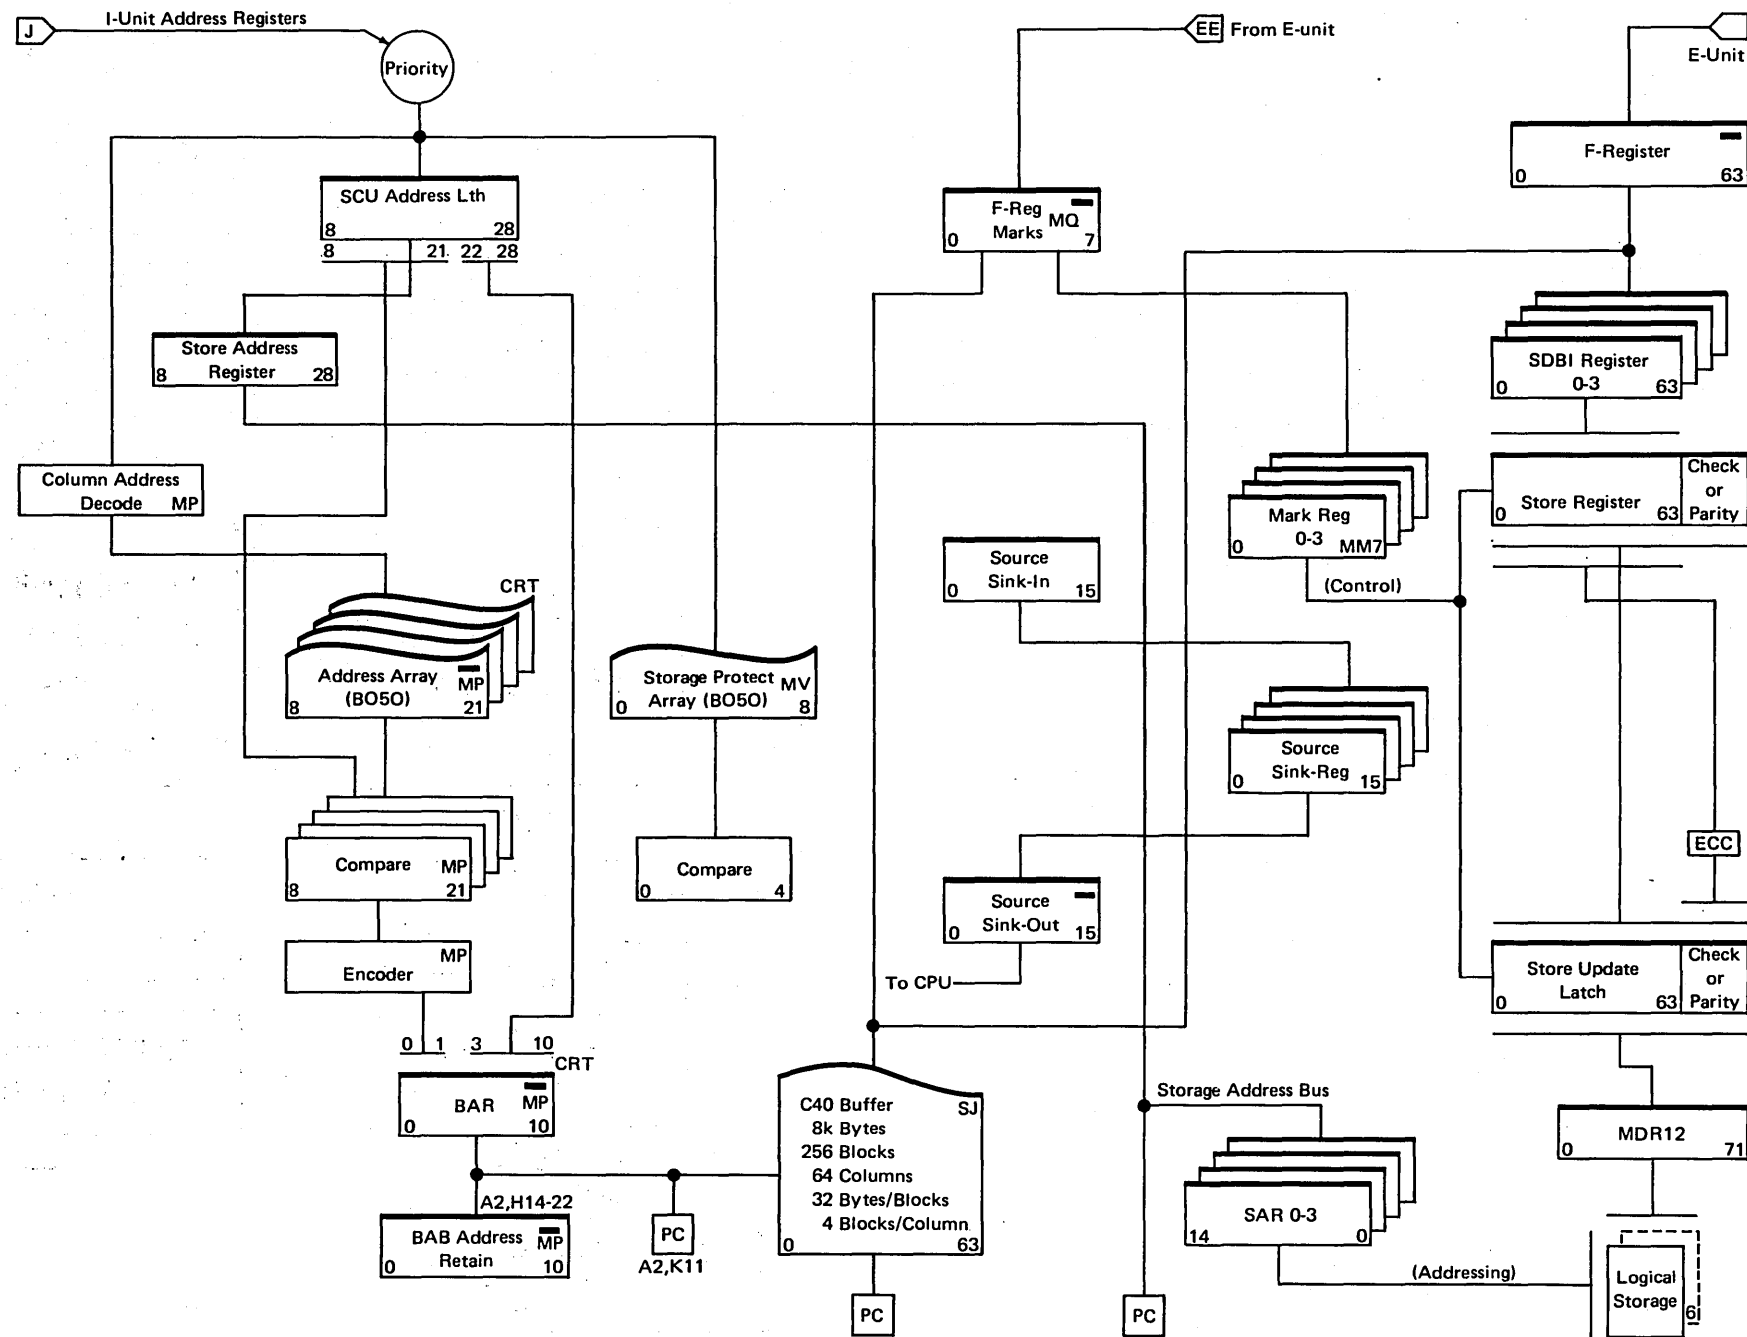 J
I-Unit Address Registers
Priority
EE From E-unit
E-Unit
F-Register
0 63
SCU Address Lth
8 28
8 21 22 28
F-Reg
Marks
MQ
0 7
Store Address
Register
8 28
SDBI Register
0-3
0 63
Column Address
Decode MP
Mark Reg
0-3
0 MM7
(Control)
Store Register
0 63
Check
or
Parity
Source
Sink-In
0 15
CRT
Address Array
(BO5O)
MP
8 21
Storage Protect
Array (BO5O)
MV
0 8
Source
Sink-Reg
0 15
Compare MP
8 21
Compare
0 4
ECC
Source
Sink-Out
0 15
To CPU
Encoder
MP
Store Update
Latch
0 63
Check
or
Parity
0 1 3 10
CRT
BAR
MP
0 10
A2,H14-22
BAB Address
Retain
MP
0 10
PC
A2,K11
C40 Buffer
SJ
8k Bytes
256 Blocks
64 Columns
32 Bytes/Blocks
4 Blocks/Column
0 63
PC
Storage Address Bus
SAR 0-3
14 0
PC
(Addressing)
MDR12
0 71
Logical
Storage
6